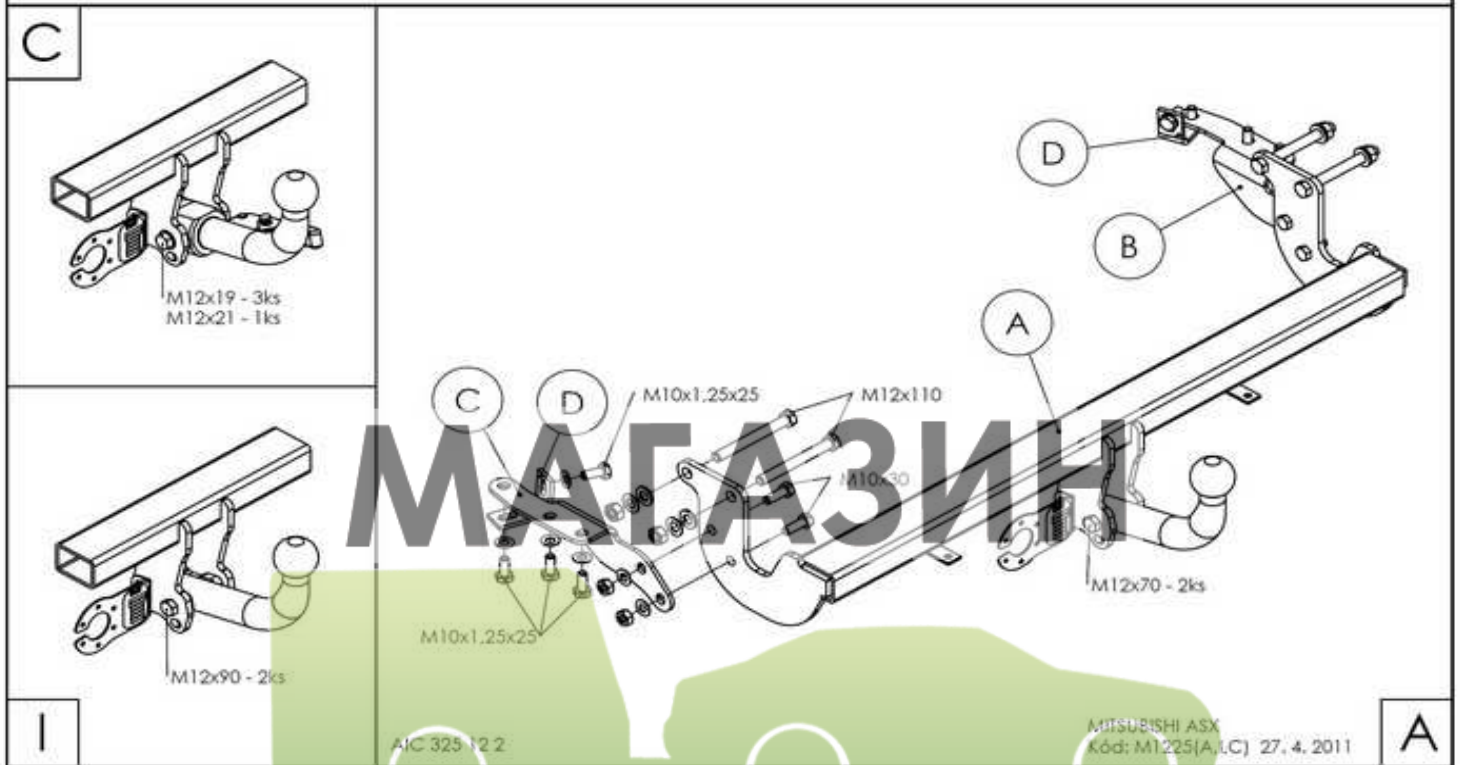 C
M12x19 - 3ks
M12x21 - 1ks
M12x90 - 2ks
I
D
B
A
C
D
M10x1,25x25
M12x110
M10x30
МАГАЗИН
M12x70 - 2ks
M10x1,25x25
AIC 325 12 2
MITSUBISHI ASX
Kód: M1225(A,I,C) 27. 4. 2011
A